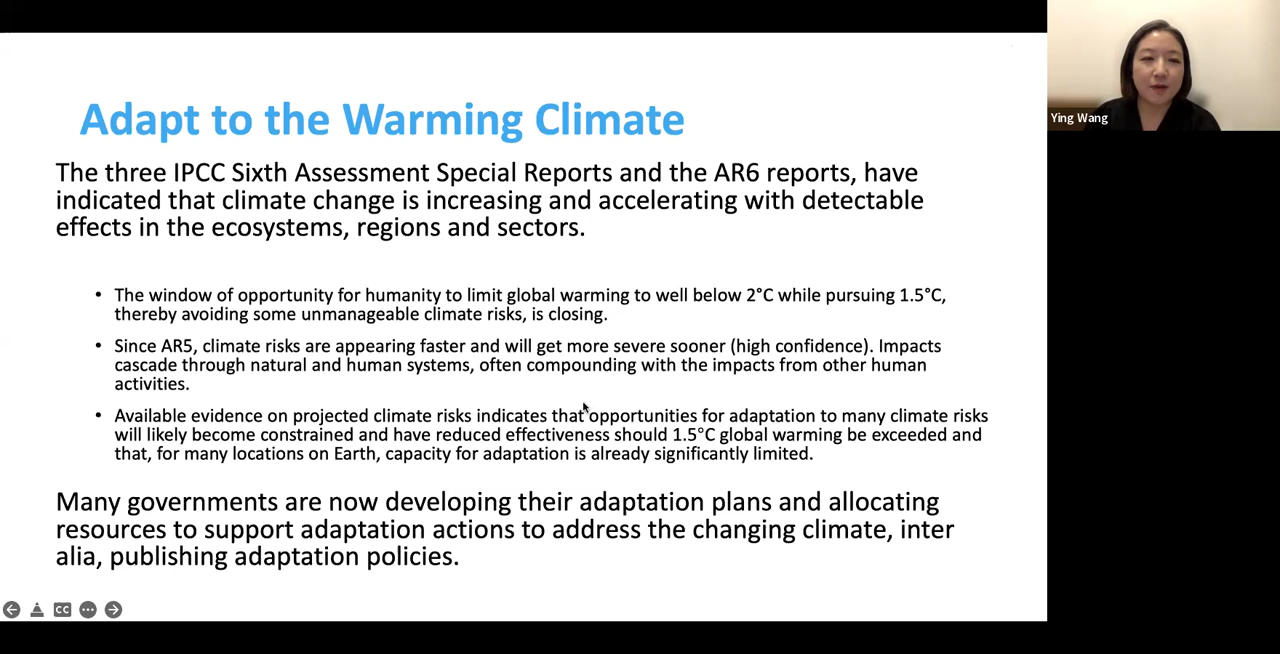 Adapt to the Warming Climate
The three IPCC Sixth Assessment Special Reports and the AR6 reports, have
indicated that climate change is increasing and accelerating with detectable
effects in the ecosystems, regions and sectors.
• The window of opportunity for humanity to limit global warming to well below 2°C while pursuing 1.5°C,
thereby avoiding some unmanageable climate risks, is closing.
• Since AR5, climate risks are appearing faster and will get more severe sooner (high confidence). Impacts
cascade through natural and human systems, often compounding with the impacts from other human
activities.
• Available evidence on projected climate risks indicates that opportunities for adaptation to many climate risks
will likely become constrained and have reduced effectiveness should 1.5°C global warming be exceeded and
that, for many locations on Earth, capacity for adaptation is already significantly limited.
Many governments are now developing their adaptation plans and allocating
resources to support adaptation actions to address the changing climate, inter
alia, publishing adaptation policies.
CC
Ying Wang